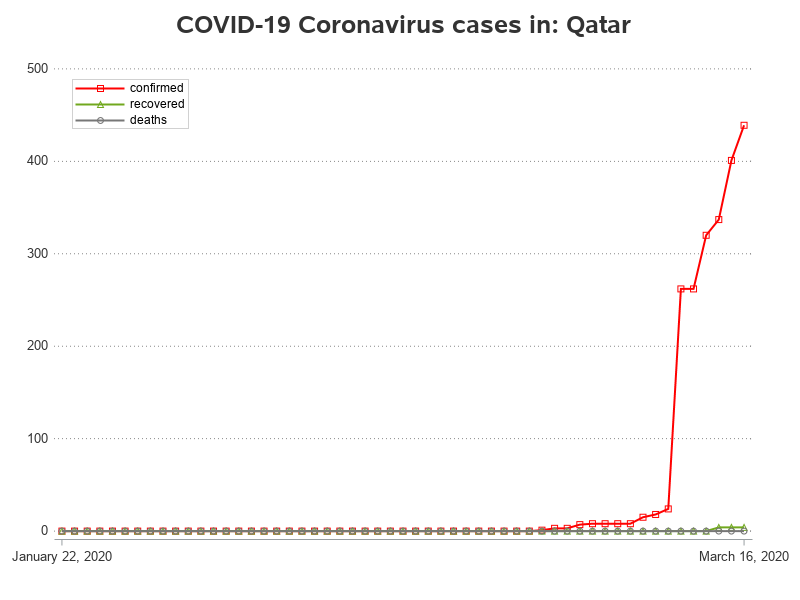 COVID-19 Coronavirus cases in: Qatar
500
confirmed
recovered
deaths
400
300
200
100
0
January 22, 2020
March 16, 2020